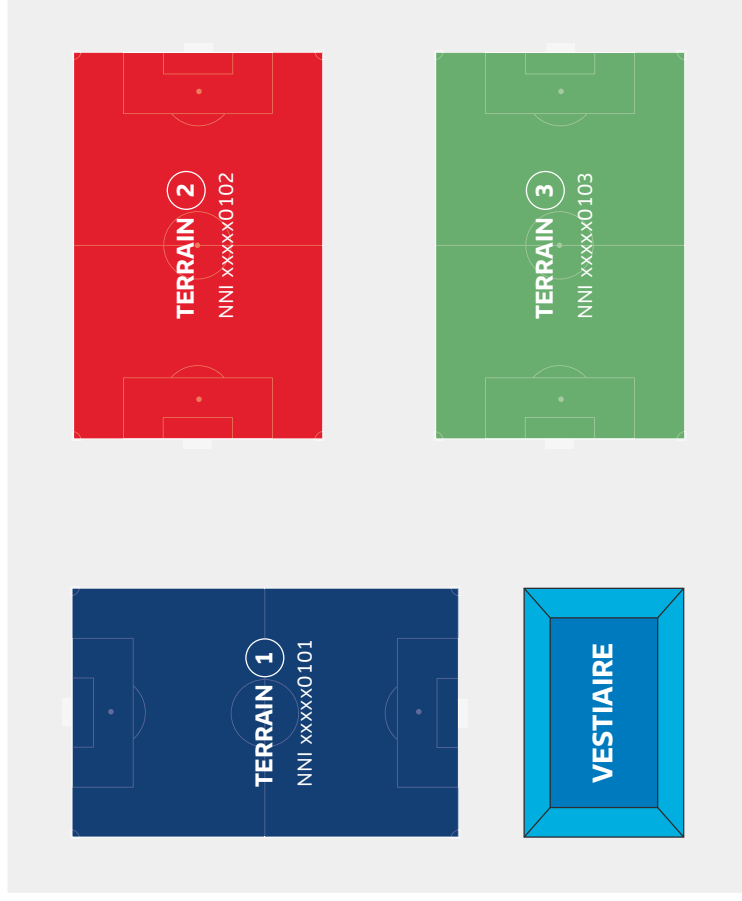 TERRAIN 2
NNI xxxxx0102
TERRAIN 3
NNI xxxxx0103
TERRAIN 1
NNI xxxxx0101
VESTIAIRE